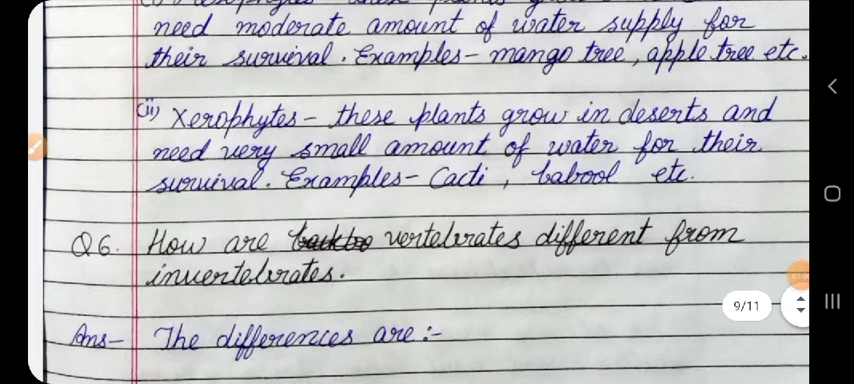 need moderate amount of water supply for
their survival. Examples- mango tree, apple tree etc.
(ii) Xerophytes - these plants grow in deserts and
need very small amount of water for their
survival. Examples- Cacti, babool etc.
Q6. How are vertebrates different from
invertebrates.
9/11
Ans- The differences are :-